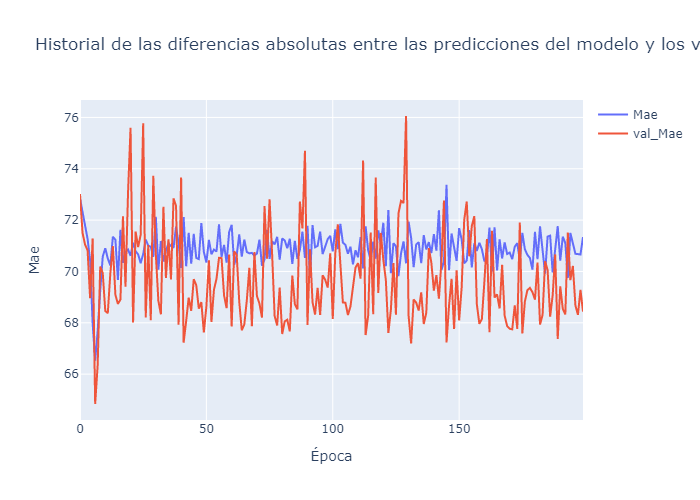 Historial de las diferencias absolutas entre las predicciones del modelo y los v
Mae
val_Mae
76
74
72
70
68
66
Mae
0
50
100
150
Época